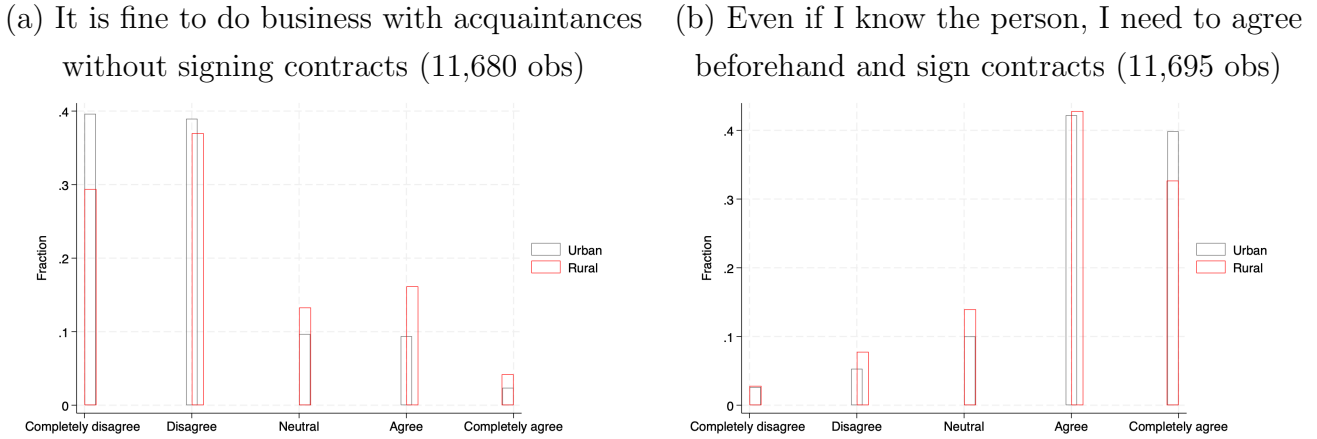 (a) It is fine to do business with acquaintances
without signing contracts (11,680 obs)
.4
.3
.2
.1
0
Fraction
Completely disagree
Disagree
Neutral
Agree
Completely agree
Urban
Rural
(b) Even if I know the person, I need to agree
beforehand and sign contracts (11,695 obs)
.4
.3
.2
.1
0
Fraction
Completely disagree
Disagree
Neutral
Agree
Completely agree
Urban
Rural